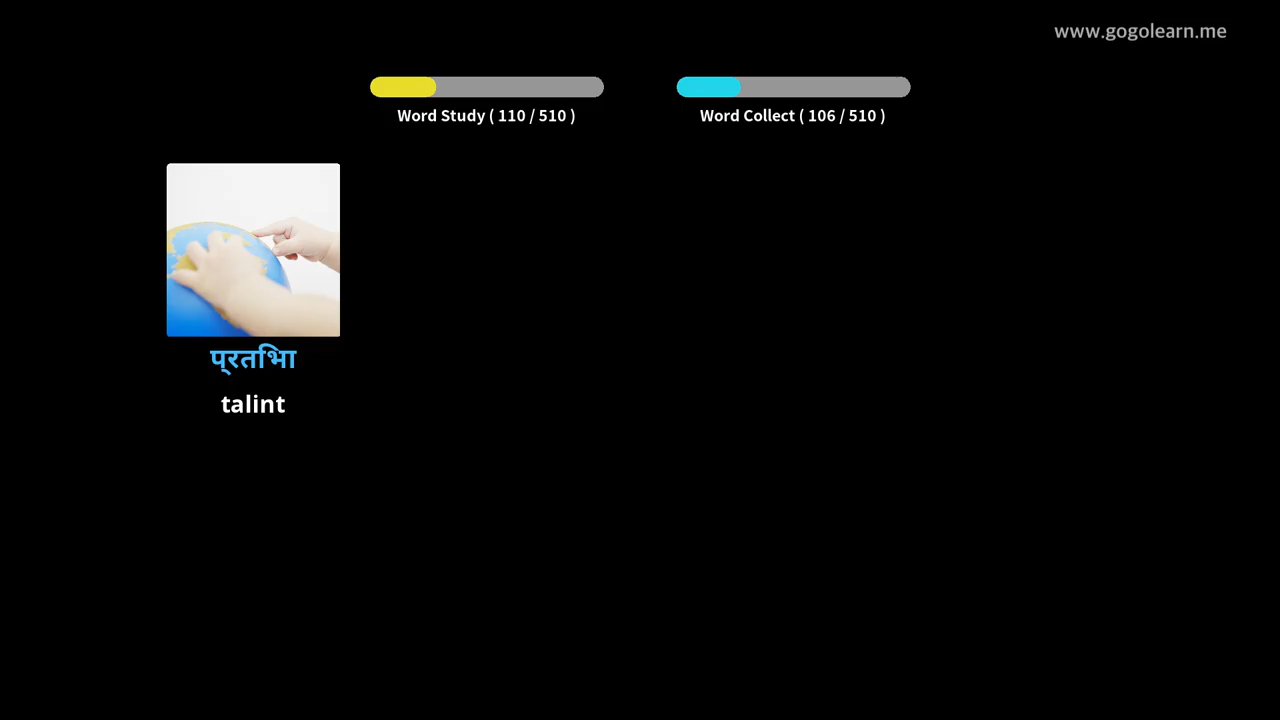 www.gogolearn.me
Word Study ( 110 / 510 )
Word Collect ( 106 / 510 )
प्रतिभा
talint